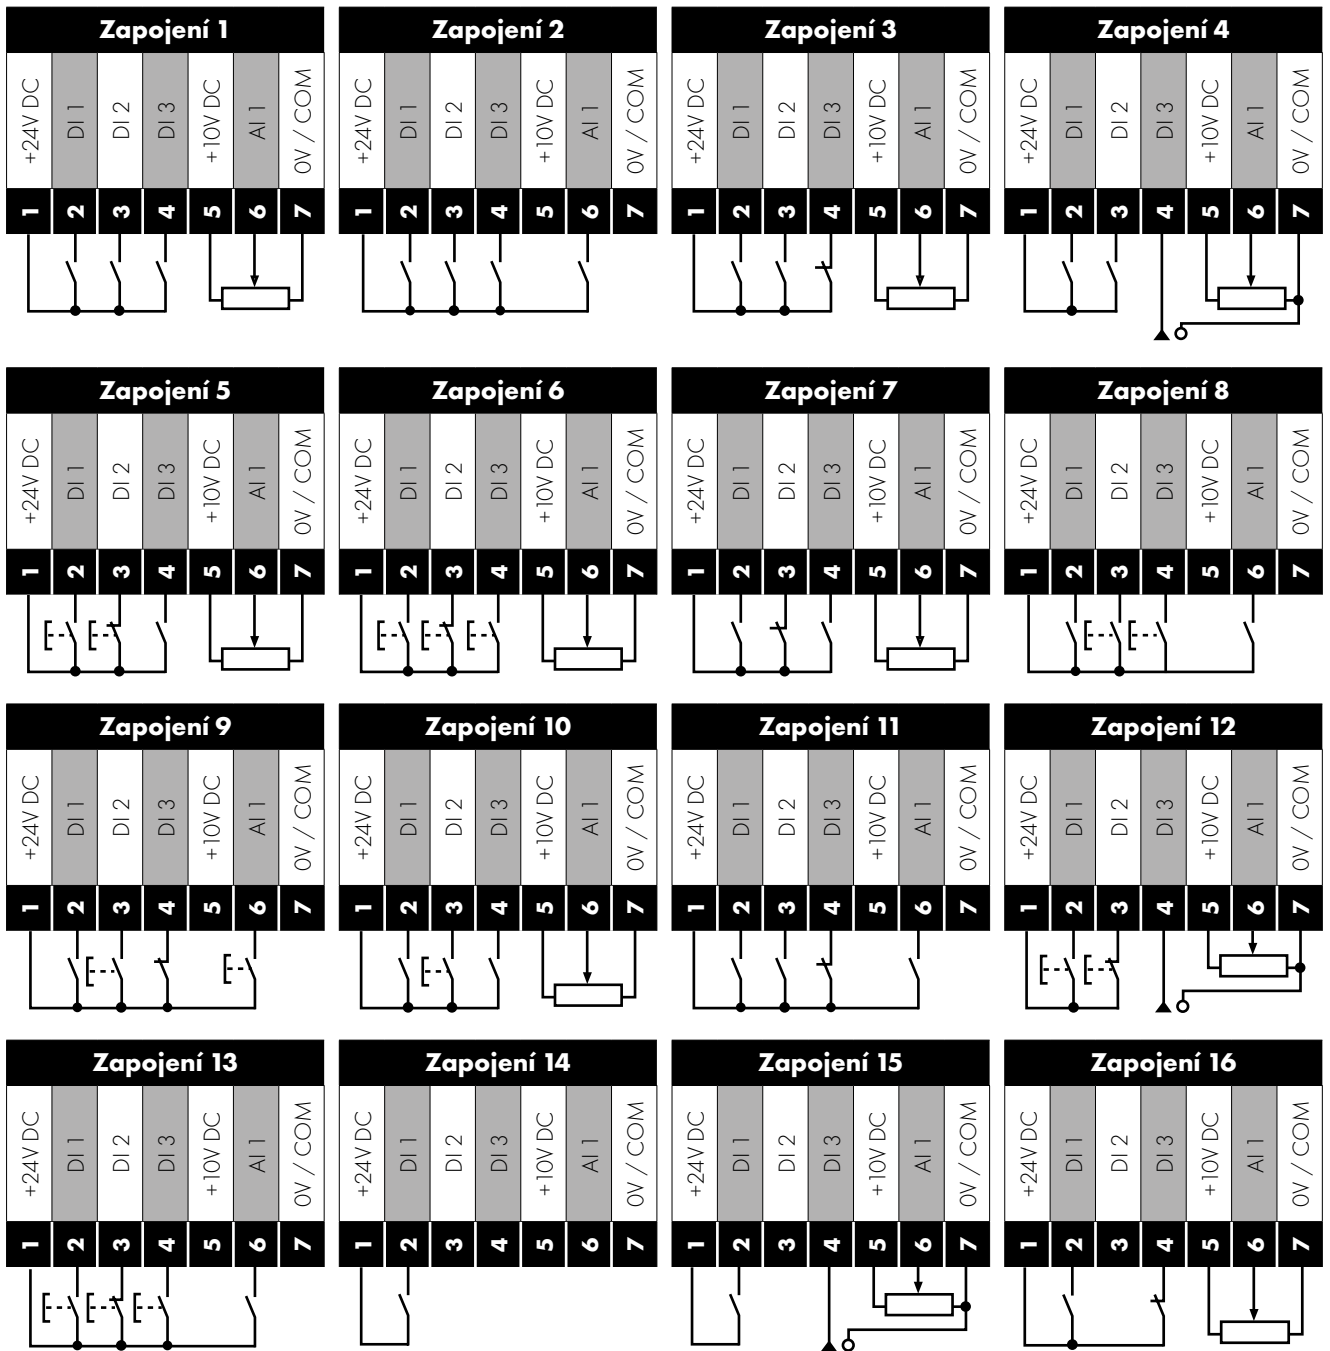 Zapojení 1
+24V DC
DI 1
DI 2
DI 3
+10V DC
AI 1
0V / COM
1
2
3
4
5
6
7
Zapojení 2
+24V DC
DI 1
DI 2
DI 3
+10V DC
AI 1
0V / COM
1
2
3
4
5
6
7
Zapojení 3
+24V DC
DI 1
DI 2
DI 3
+10V DC
AI 1
0V / COM
1
2
3
4
5
6
7
Zapojení 4
+24V DC
DI 1
DI 2
DI 3
+10V DC
AI 1
0V / COM
1
2
3
4
5
6
7
Zapojení 5
+24V DC
DI 1
DI 2
DI 3
+10V DC
AI 1
0V / COM
1
2
3
4
5
6
7
Zapojení 6
+24V DC
DI 1
DI 2
DI 3
+10V DC
AI 1
0V / COM
1
2
3
4
5
6
7
Zapojení 7
+24V DC
DI 1
DI 2
DI 3
+10V DC
AI 1
0V / COM
1
2
3
4
5
6
7
Zapojení 8
+24V DC
DI 1
DI 2
DI 3
+10V DC
AI 1
0V / COM
1
2
3
4
5
6
7
Zapojení 9
+24V DC
DI 1
DI 2
DI 3
+10V DC
AI 1
0V / COM
1
2
3
4
5
6
7
Zapojení 10
+24V DC
DI 1
DI 2
DI 3
+10V DC
AI 1
0V / COM
1
2
3
4
5
6
7
Zapojení 11
+24V DC
DI 1
DI 2
DI 3
+10V DC
AI 1
0V / COM
1
2
3
4
5
6
7
Zapojení 12
+24V DC
DI 1
DI 2
DI 3
+10V DC
AI 1
0V / COM
1
2
3
4
5
6
7
Zapojení 13
+24V DC
DI 1
DI 2
DI 3
+10V DC
AI 1
0V / COM
1
2
3
4
5
6
7
Zapojení 14
+24V DC
DI 1
DI 2
DI 3
+10V DC
AI 1
0V / COM
1
2
3
4
5
6
7
Zapojení 15
+24V DC
DI 1
DI 2
DI 3
+10V DC
AI 1
0V / COM
1
2
3
4
5
6
7
Zapojení 16
+24V DC
DI 1
DI 2
DI 3
+10V DC
AI 1
0V / COM
1
2
3
4
5
6
7